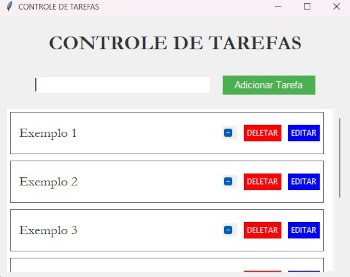 CONTROLE DE TAREFAS
CONTROLE DE TAREFAS
Adicionar Tarefa
Exemplo 1 DELETAR EDITAR
Exemplo 2 DELETAR EDITAR
Exemplo 3 DELETAR EDITAR